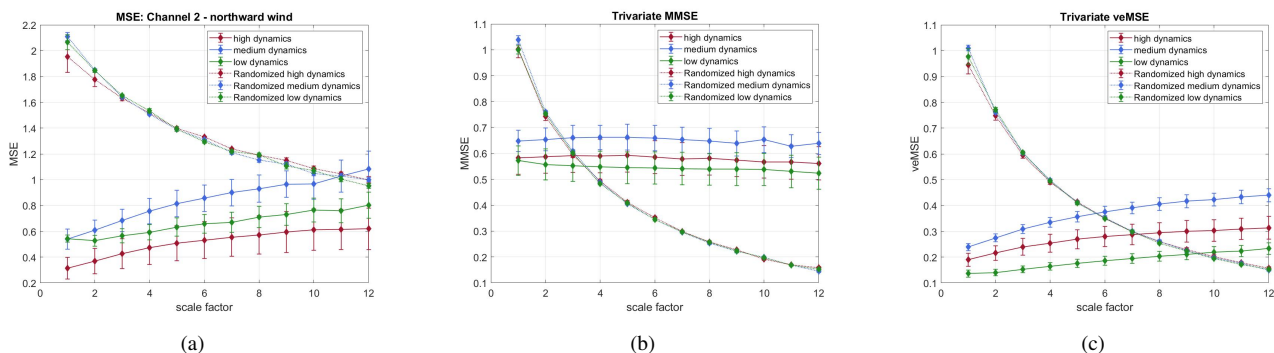 MSE: Channel 2 - northward wind
2.2
2
1.8
1.6
1.4
1.2
1
0.8
0.6
0.4
0.2
MSE
high dynamics
medium dynamics
low dynamics
Randomized high dynamics
Randomized medium dynamics
Randomized low dynamics
0 2 4 6 8 10 12
scale factor
(a)
Trivariate MMSE
1.1
1
0.9
0.8
0.7
0.6
0.5
0.4
0.3
0.2
0.1
MMSE
high dynamics
medium dynamics
low dynamics
Randomized high dynamics
Randomized medium dynamics
Randomized low dynamics
0 2 4 6 8 10 12
scale factor
(b)
Trivariate veMSE
1.1
1
0.9
0.8
0.7
0.6
0.5
0.4
0.3
0.2
0.1
veMSE
high dynamics
medium dynamics
low dynamics
Randomized high dynamics
Randomized medium dynamics
Randomized low dynamics
0 2 4 6 8 10 12
scale factor
(c)